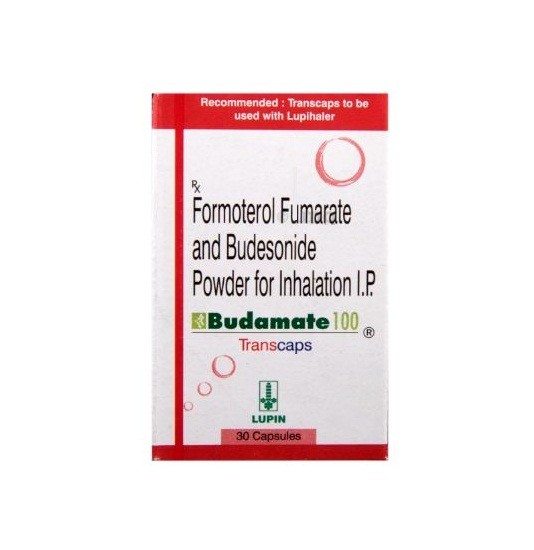 Recommended : Transcaps to be
used with Lupihaler
Rx
Formoterol Fumarate
and Budesonide
Powder for Inhalation I.P.
Budamate 100 ®
Transcaps
LUPIN
30 Capsules